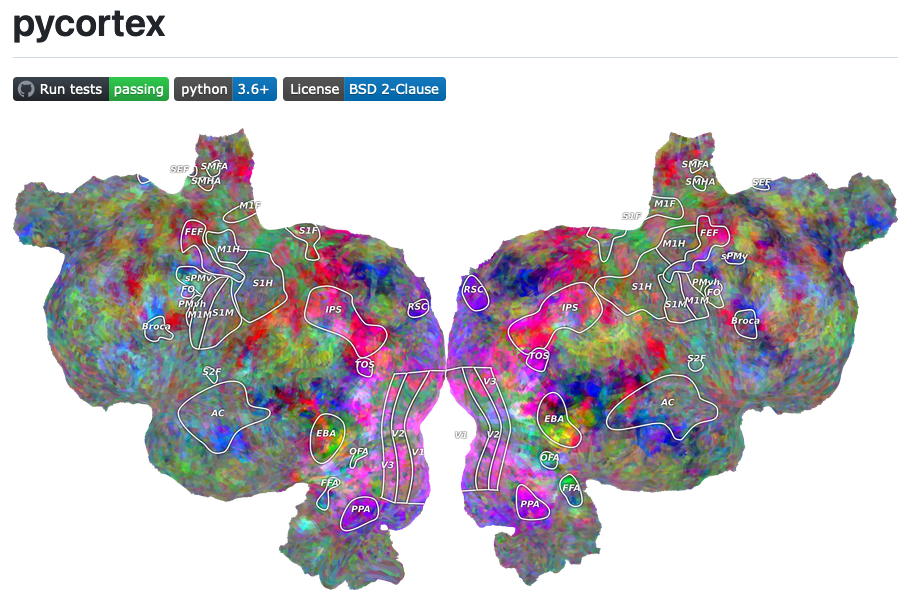 pycortex
Run tests passing python 3.6+ License BSD 2-Clause
SEF SMFA SMFA
SMHA SMHA SEF
M1F M1F
S1F
FEF S1F FEF
M1H M1H
sPMv sPMv
S1H S1H
FO PMvh
RSC FO
PMvh RSC
M1M S1M IPS IPS S1M M1M
Broca Broca
TOS TOS
S2F S2F
V3
AC AC
EBA V2 V1 V2 EBA
OFA V1 OFA
V3
FFA FFA
PPA PPA